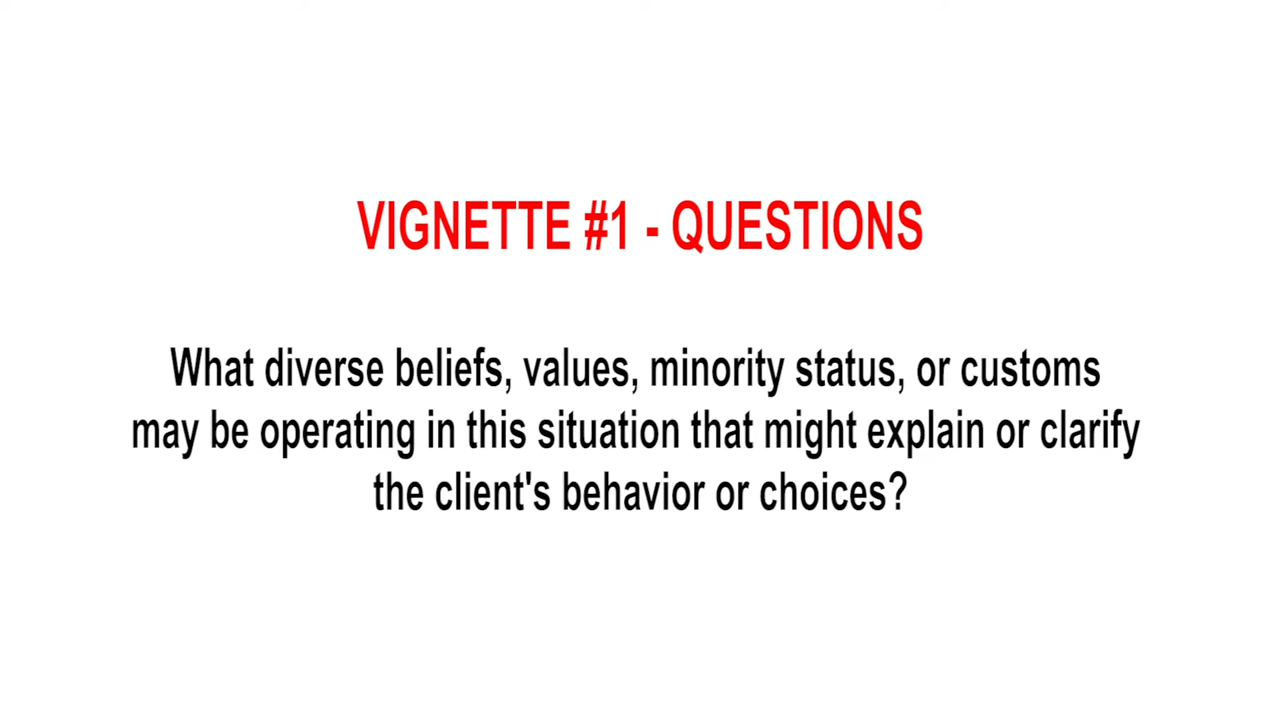 VIGNETTE #1 - QUESTIONS
What diverse beliefs, values, minority status, or customs
may be operating in this situation that might explain or clarify
the client's behavior or choices?